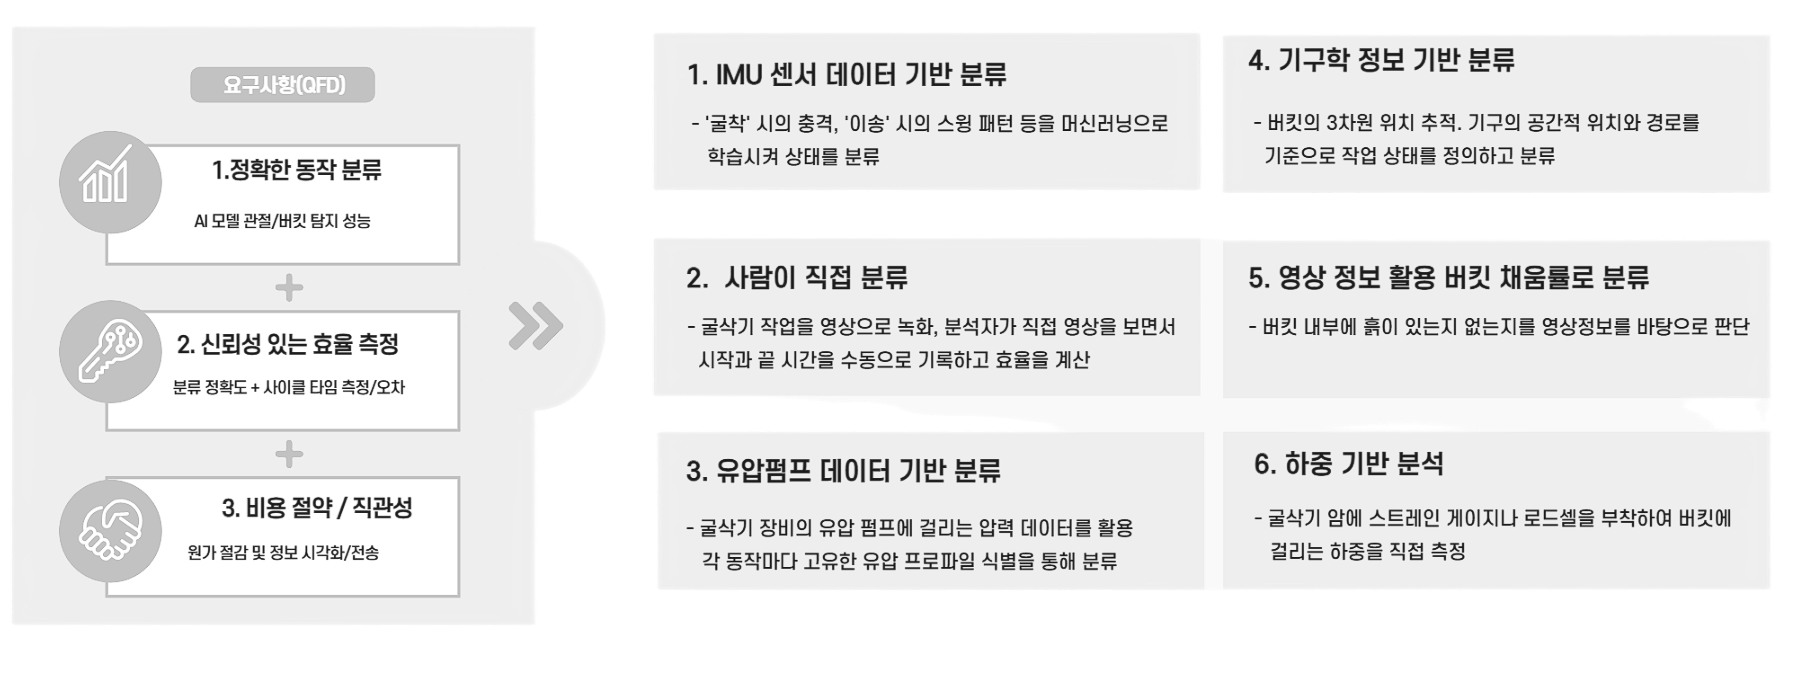 요구사항(QFD)
1.정확한 동작 분류
AI 모델 관절/버킷 탐지 성능
2. 신뢰성 있는 효율 측정
분류 정확도 + 사이클 타임 측정/오차
3. 비용 절약 / 직관성
원가 절감 및 정보 시각화/전송
1. IMU 센서 데이터 기반 분류
- '굴착' 시의 충격, '이송' 시의 스윙 패턴 등을 머신러닝으로
학습시켜 상태를 분류
2. 사람이 직접 분류
- 굴삭기 작업을 영상으로 녹화, 분석자가 직접 영상을 보면서
시작과 끝 시간을 수동으로 기록하고 효율을 계산
3. 유압펌프 데이터 기반 분류
- 굴삭기 장비의 유압 펌프에 걸리는 압력 데이터를 활용
각 동작마다 고유한 유압 프로파일 식별을 통해 분류
4. 기구학 정보 기반 분류
- 버킷의 3차원 위치 추적. 기구의 공간적 위치와 경로를
기준으로 작업 상태를 정의하고 분류
5. 영상 정보 활용 버킷 채움률로 분류
- 버킷 내부에 흙이 있는지 없는지를 영상정보를 바탕으로 판단
6. 하중 기반 분석
- 굴삭기 암에 스트레인 게이지나 로드셀을 부착하여 버킷에
걸리는 하중을 직접 측정